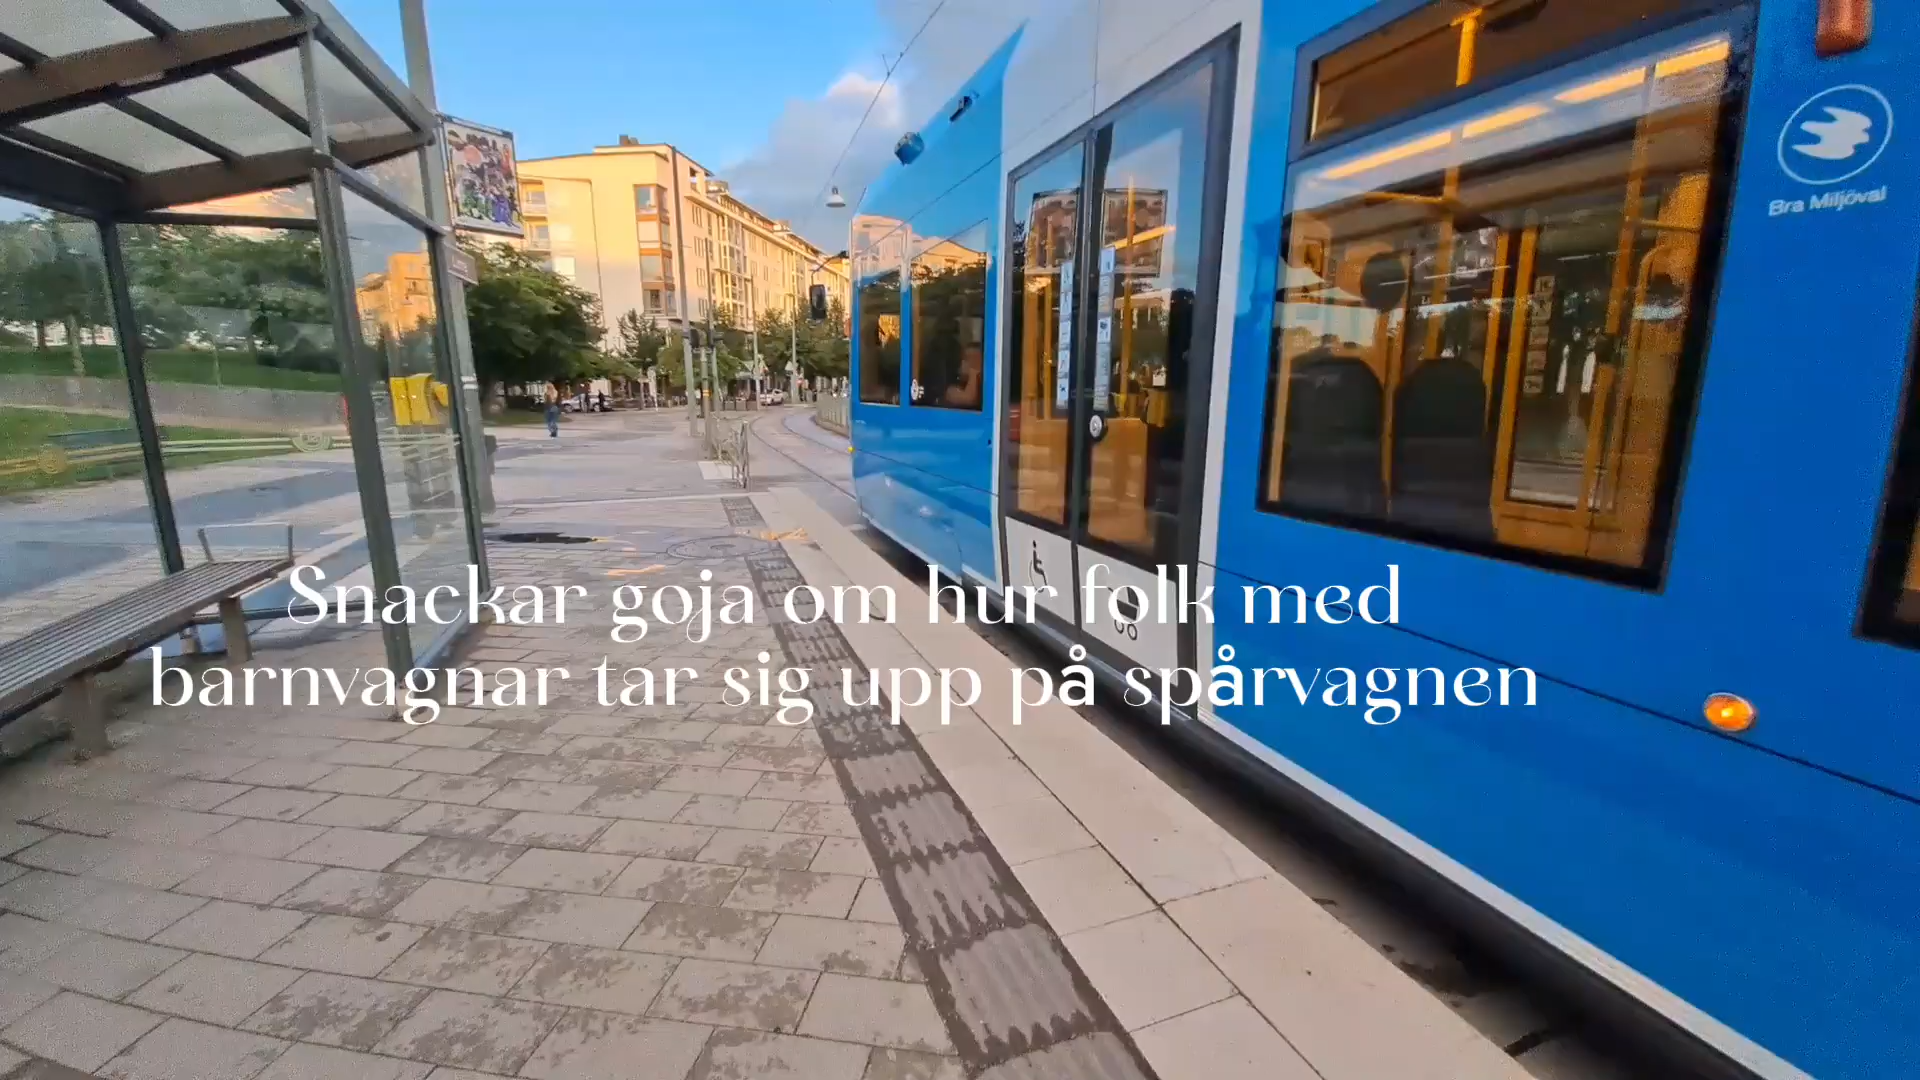 Bra Miljöval
Snackar goja om hur folk med
barnvagnar tar sig upp på spårvagnen